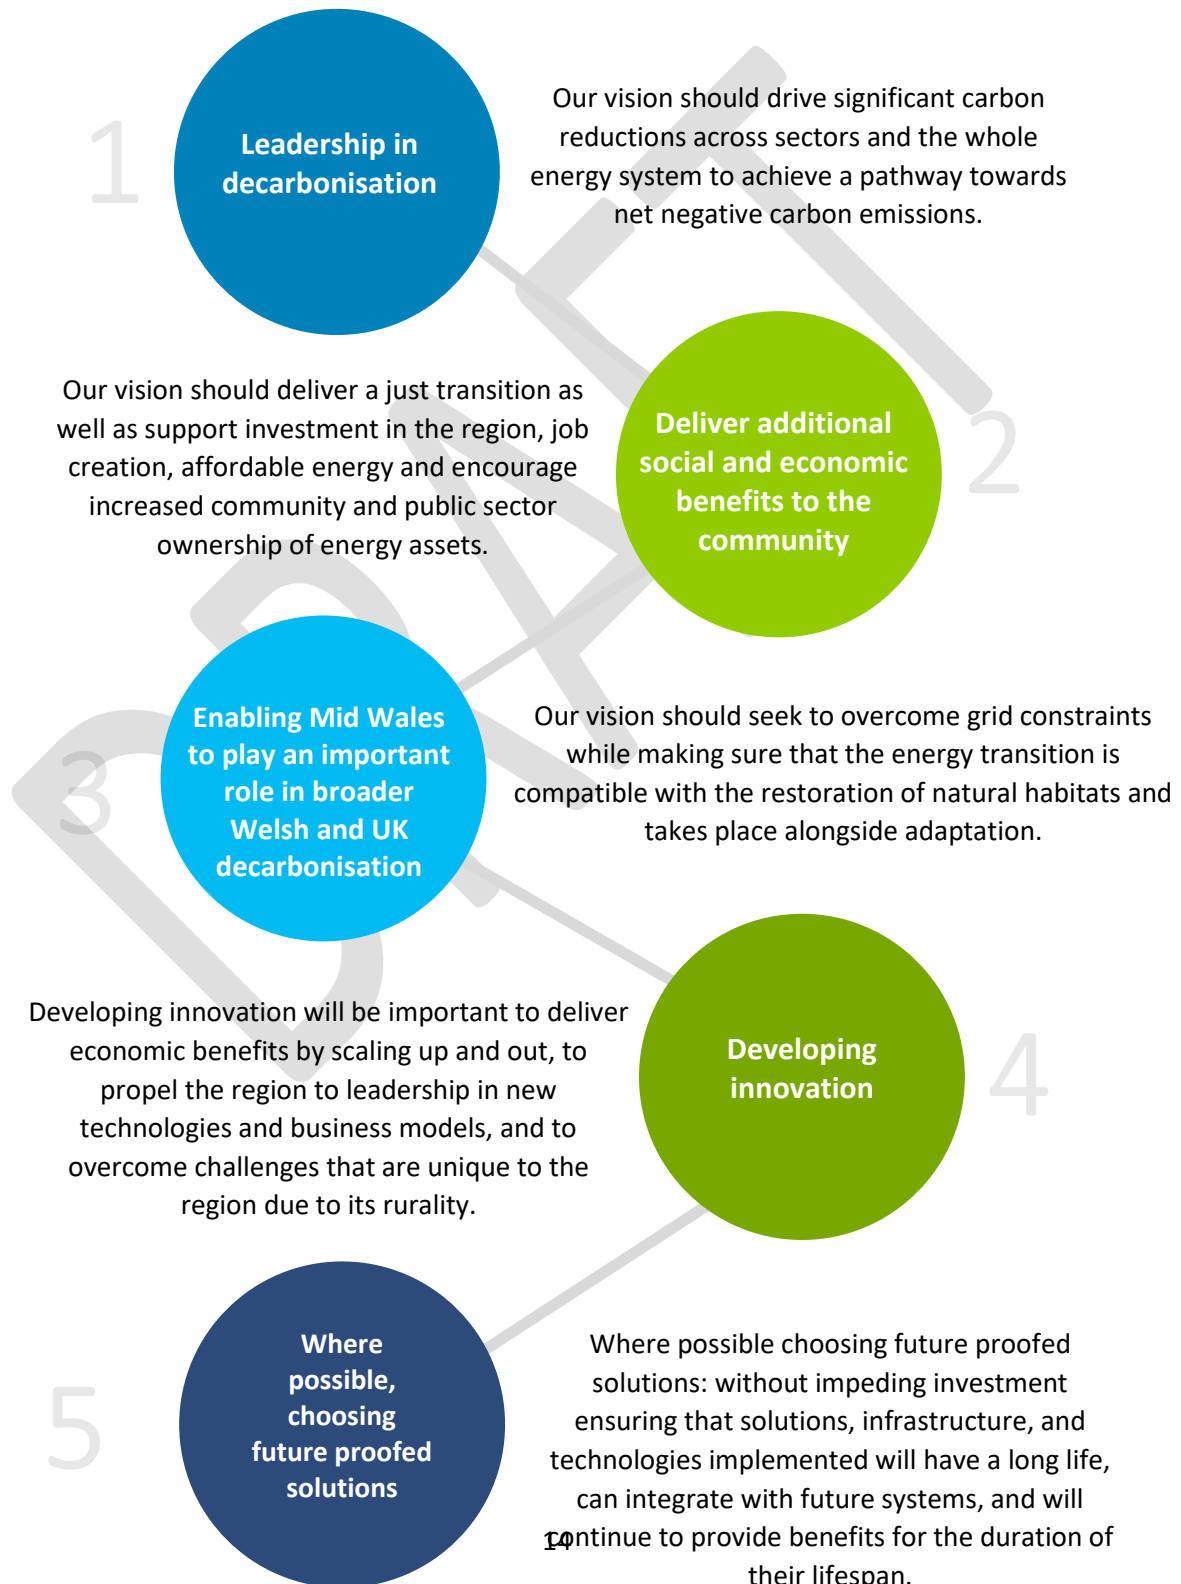 1
Leadership in
decarbonisation
Our vision should drive significant carbon
reductions across sectors and the whole
energy system to achieve a pathway towards
net negative carbon emissions.
Our vision should deliver a just transition as
well as support investment in the region, job
creation, affordable energy and encourage
increased community and public sector
ownership of energy assets.
Deliver additional
social and economic
benefits to the
community
2
3
Enabling Mid Wales
to play an important
role in broader
Welsh and UK
decarbonisation
Our vision should seek to overcome grid constraints
while making sure that the energy transition is
compatible with the restoration of natural habitats and
takes place alongside adaptation.
Developing innovation will be important to deliver
economic benefits by scaling up and out, to
propel the region to leadership in new
technologies and business models, and to
overcome challenges that are unique to the
region due to its rurality.
Developing
innovation
4
5
Where
possible,
choosing
future proofed
solutions
Where possible choosing future proofed
solutions: without impeding investment
ensuring that solutions, infrastructure, and
technologies implemented will have a long life,
can integrate with future systems, and will
continue to provide benefits for the duration of
their lifespan.
14
DRAFT